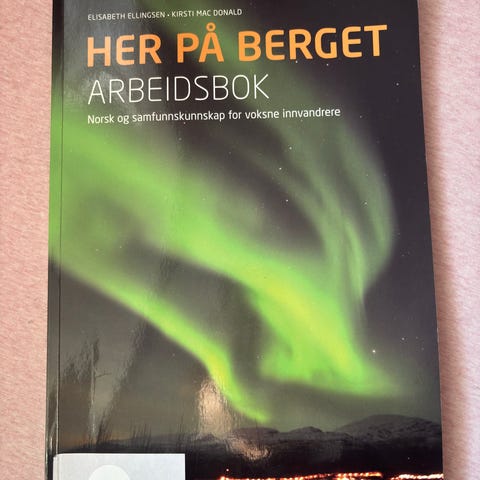 ELISABETH ELLINGSEN • KIRSTI MAC DONALD
HER PÅ BERGET
ARBEIDSBOK
Norsk og samfunnskunnskap for voksne innvandrere